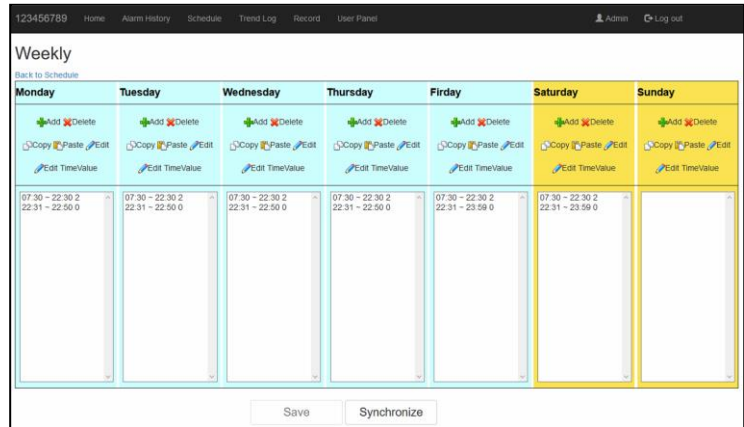 123456789 Home Alarm History Schedule Trend Log Record User Panel Admin Log out
Weekly
Back to Schedule
Monday Tuesday Wednesday Thursday Firday Saturday Sunday
Add Delete Add Delete Add Delete Add Delete Add Delete Add Delete Add Delete
Copy Paste Edit Copy Paste Edit Copy Paste Edit Copy Paste Edit Copy Paste Edit Copy Paste Edit Copy Paste Edit
Edit TimeValue Edit TimeValue Edit TimeValue Edit TimeValue Edit TimeValue Edit TimeValue Edit TimeValue
07:30 ~ 22:30 2 07:30 ~ 22:30 2 07:30 ~ 22:30 2 07:30 ~ 22:30 2 07:30 ~ 22:30 2 07:30 ~ 22:30 2
22:31 ~ 22:50 0 22:31 ~ 22:50 0 22:31 ~ 22:50 0 22:31 ~ 22:50 0 22:31 ~ 23:59 0 22:31 ~ 23:59 0
Save Synchronize